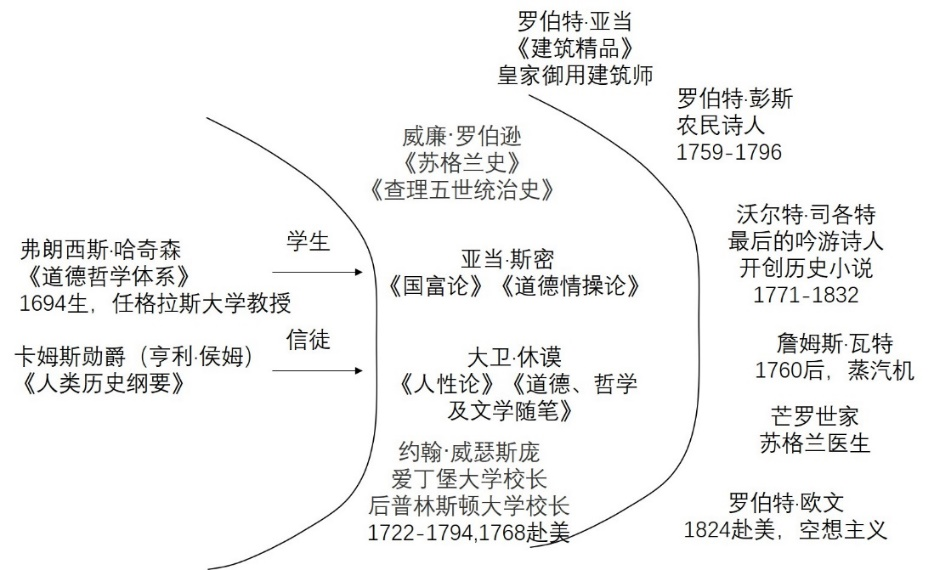 罗伯特·亚当
《建筑精品》
皇家御用建筑师
罗伯特·彭斯
农民诗人
1759-1796
威廉·罗伯逊
《苏格兰史》
《查理五世统治史》
沃尔特·司各特
最后的吟游诗人
开创历史小说
1771-1832
弗朗西斯·哈奇森
《道德哲学体系》
1694生，任格拉斯大学教授
学生
亚当·斯密
《国富论》《道德情操论》
卡姆斯勋爵（亨利·侯姆）
《人类历史纲要》
信徒
大卫·休谟
《人性论》《道德、哲学
及文学随笔》
詹姆斯·瓦特
1760后，蒸汽机
芒罗世家
苏格兰医生
约翰·威瑟斯庞
爱丁堡大学校长
后普林斯顿大学校长
1722-1794,1768赴美
罗伯特·欧文
1824赴美，空想主义